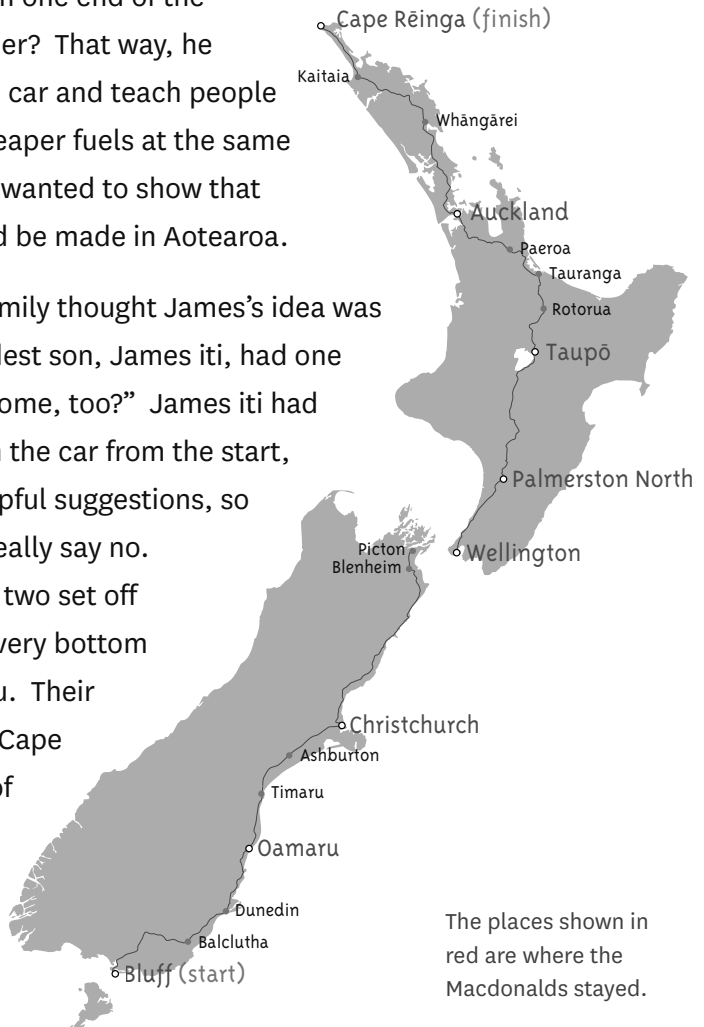 one end of the
er? That way, he
car and teach people
eaper fuels at the same
wanted to show that
d be made in Aotearoa.
mily thought James’s idea was
dest son, James iti, had one
ome, too?” James iti had
the car from the start,
pful suggestions, so
eally say no.
two set off
very bottom
u. Their
Cape
of
Cape Rēinga (finish)
Kaitaia
Whāngārei
Auckland
Paeroa
Tauranga
Rotorua
Taupō
Palmerston North
Wellington
Picton
Blenheim
Christchurch
Ashburton
Timaru
Oamaru
Dunedin
Balclutha
Bluff (start)
The places shown in
red are where the
Macdonalds stayed.